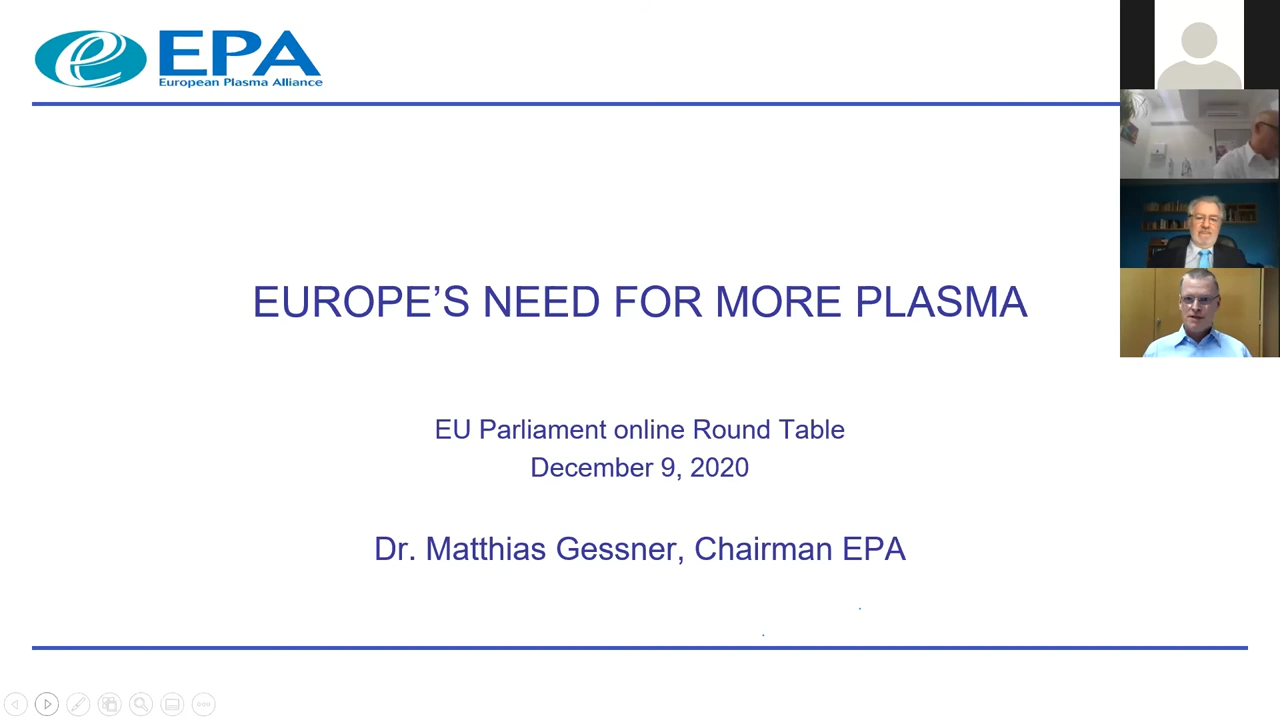 EPA
European Plasma Alliance
EUROPE’S NEED FOR MORE PLASMA
EU Parliament online Round Table
December 9, 2020
Dr. Matthias Gessner, Chairman EPA